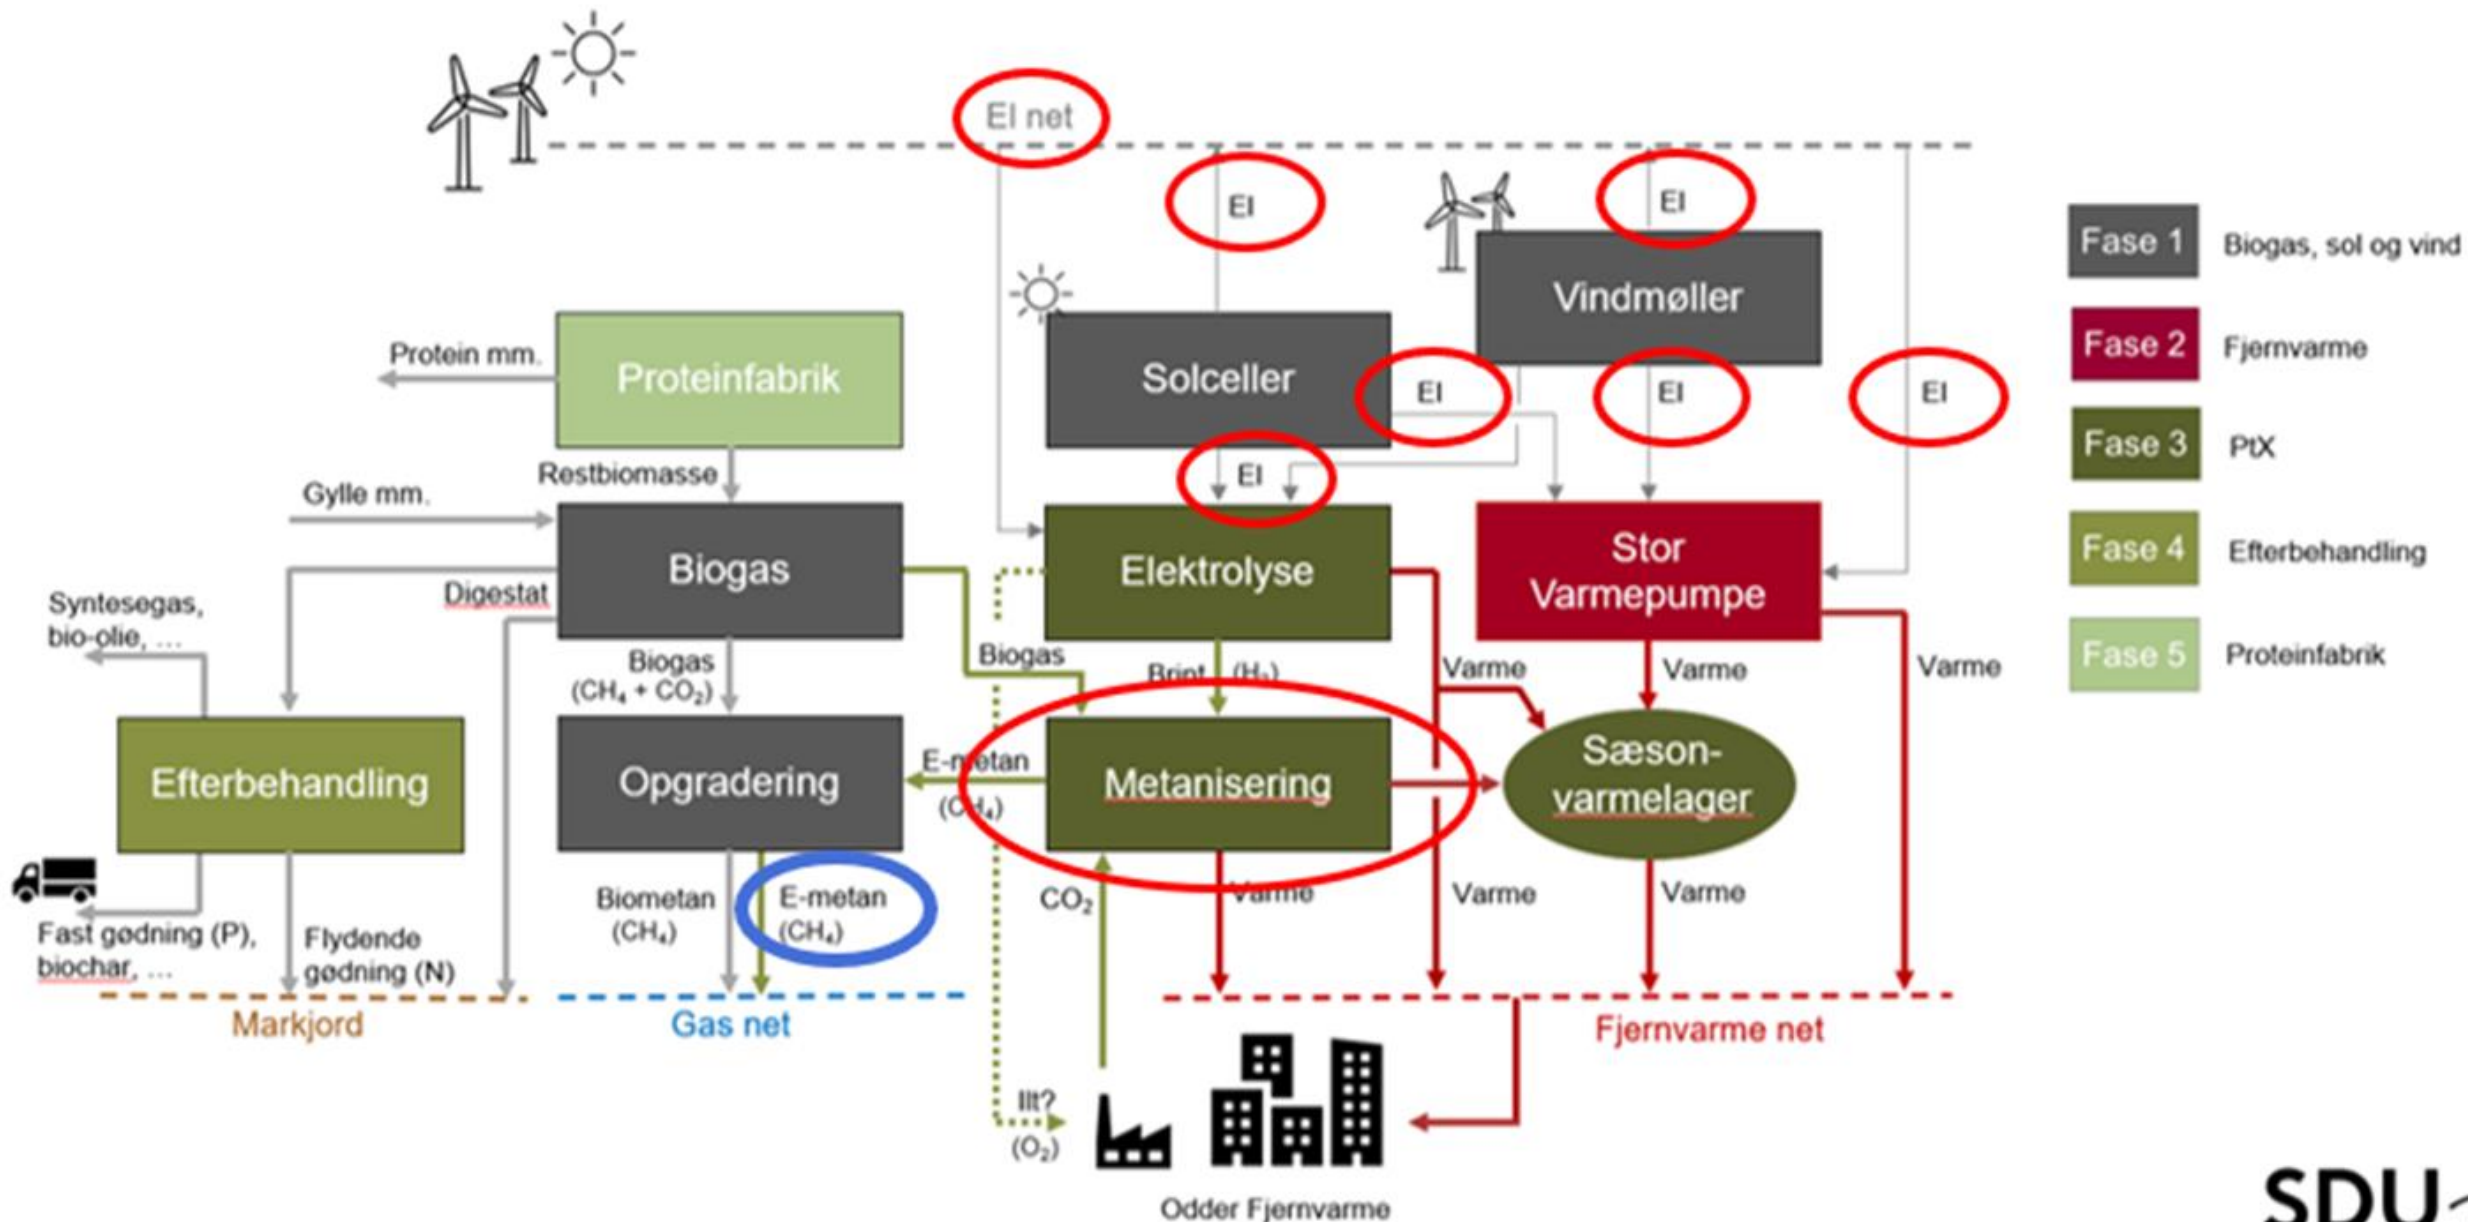 El net
El
El
Fase 1
Biogas, sol og vind
Vindmøller
Fase 2
Fjernvarme
Protein mm.
Proteinfabrik
Solceller
El
El
El
Fase 3
PtX
Restbiomasse
El
Gylle mm.
Fase 4
Efterbehandling
Biogas
Elektrolyse
Stor
Varmepumpe
Digestat
Syntesegas,
bio-olie, ...
Fase 5
Proteinfabrik
Biogas
(CH₄ + CO₂)
Biogas
Brint (H₂)
Varme
Varme
Varme
Efterbehandling
Opgradering
E-metan
(CH₄)
Metanisering
Sæson-
varmelager
Biometan
(CH₄)
E-metan
(CH₄)
CO₂
Varme
Varme
Varme
Fast gødning (P),
biochar, ...
Flydende
gødning (N)
Markjord
Gas net
Fjernvarme net
Ilt?
(O₂)
Odder Fjernvarme
SDU